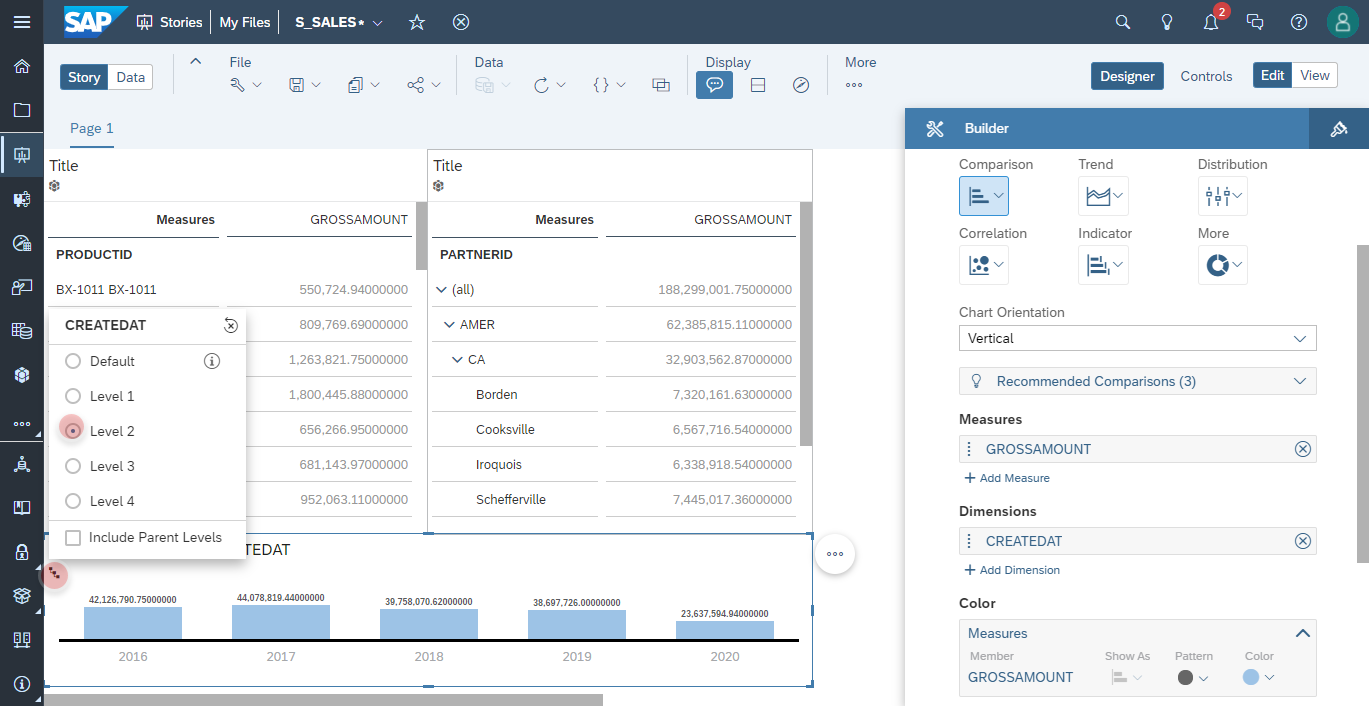 SAP Stories My Files S_SALES* 2
Story Data
File Data Display More
Designer Controls Edit View
Page 1
Title
Measures GROSSAMOUNT
PRODUCTID
BX-1011 BX-1011 550,724.94000000
809,769.69000000
1,263,821.75000000
1,800,445.88000000
656,266.95000000
681,143.97000000
952,063.11000000
CREATEDAT
Default
Level 1
Level 2
Level 3
Level 4
Include Parent Levels
Title
Measures GROSSAMOUNT
PARTNERID
(all) 188,299,001.75000000
AMER 62,385,815.11000000
CA 32,903,562.87000000
Borden 7,320,161.63000000
Cooksville 6,567,716.54000000
Iroquois 6,338,918.54000000
Schefferville 7,445,017.36000000
TEDAT
42,126,790.75000000 44,078,819.44000000 39,758,070.62000000 38,697,726.00000000 23,637,594.94000000
2016 2017 2018 2019 2020
Builder
Comparison Trend Distribution
Correlation Indicator More
Chart Orientation
Vertical
Recommended Comparisons (3)
Measures
GROSSAMOUNT
+ Add Measure
Dimensions
CREATEDAT
+ Add Dimension
Color
Measures
Member Show As Pattern Color
GROSSAMOUNT